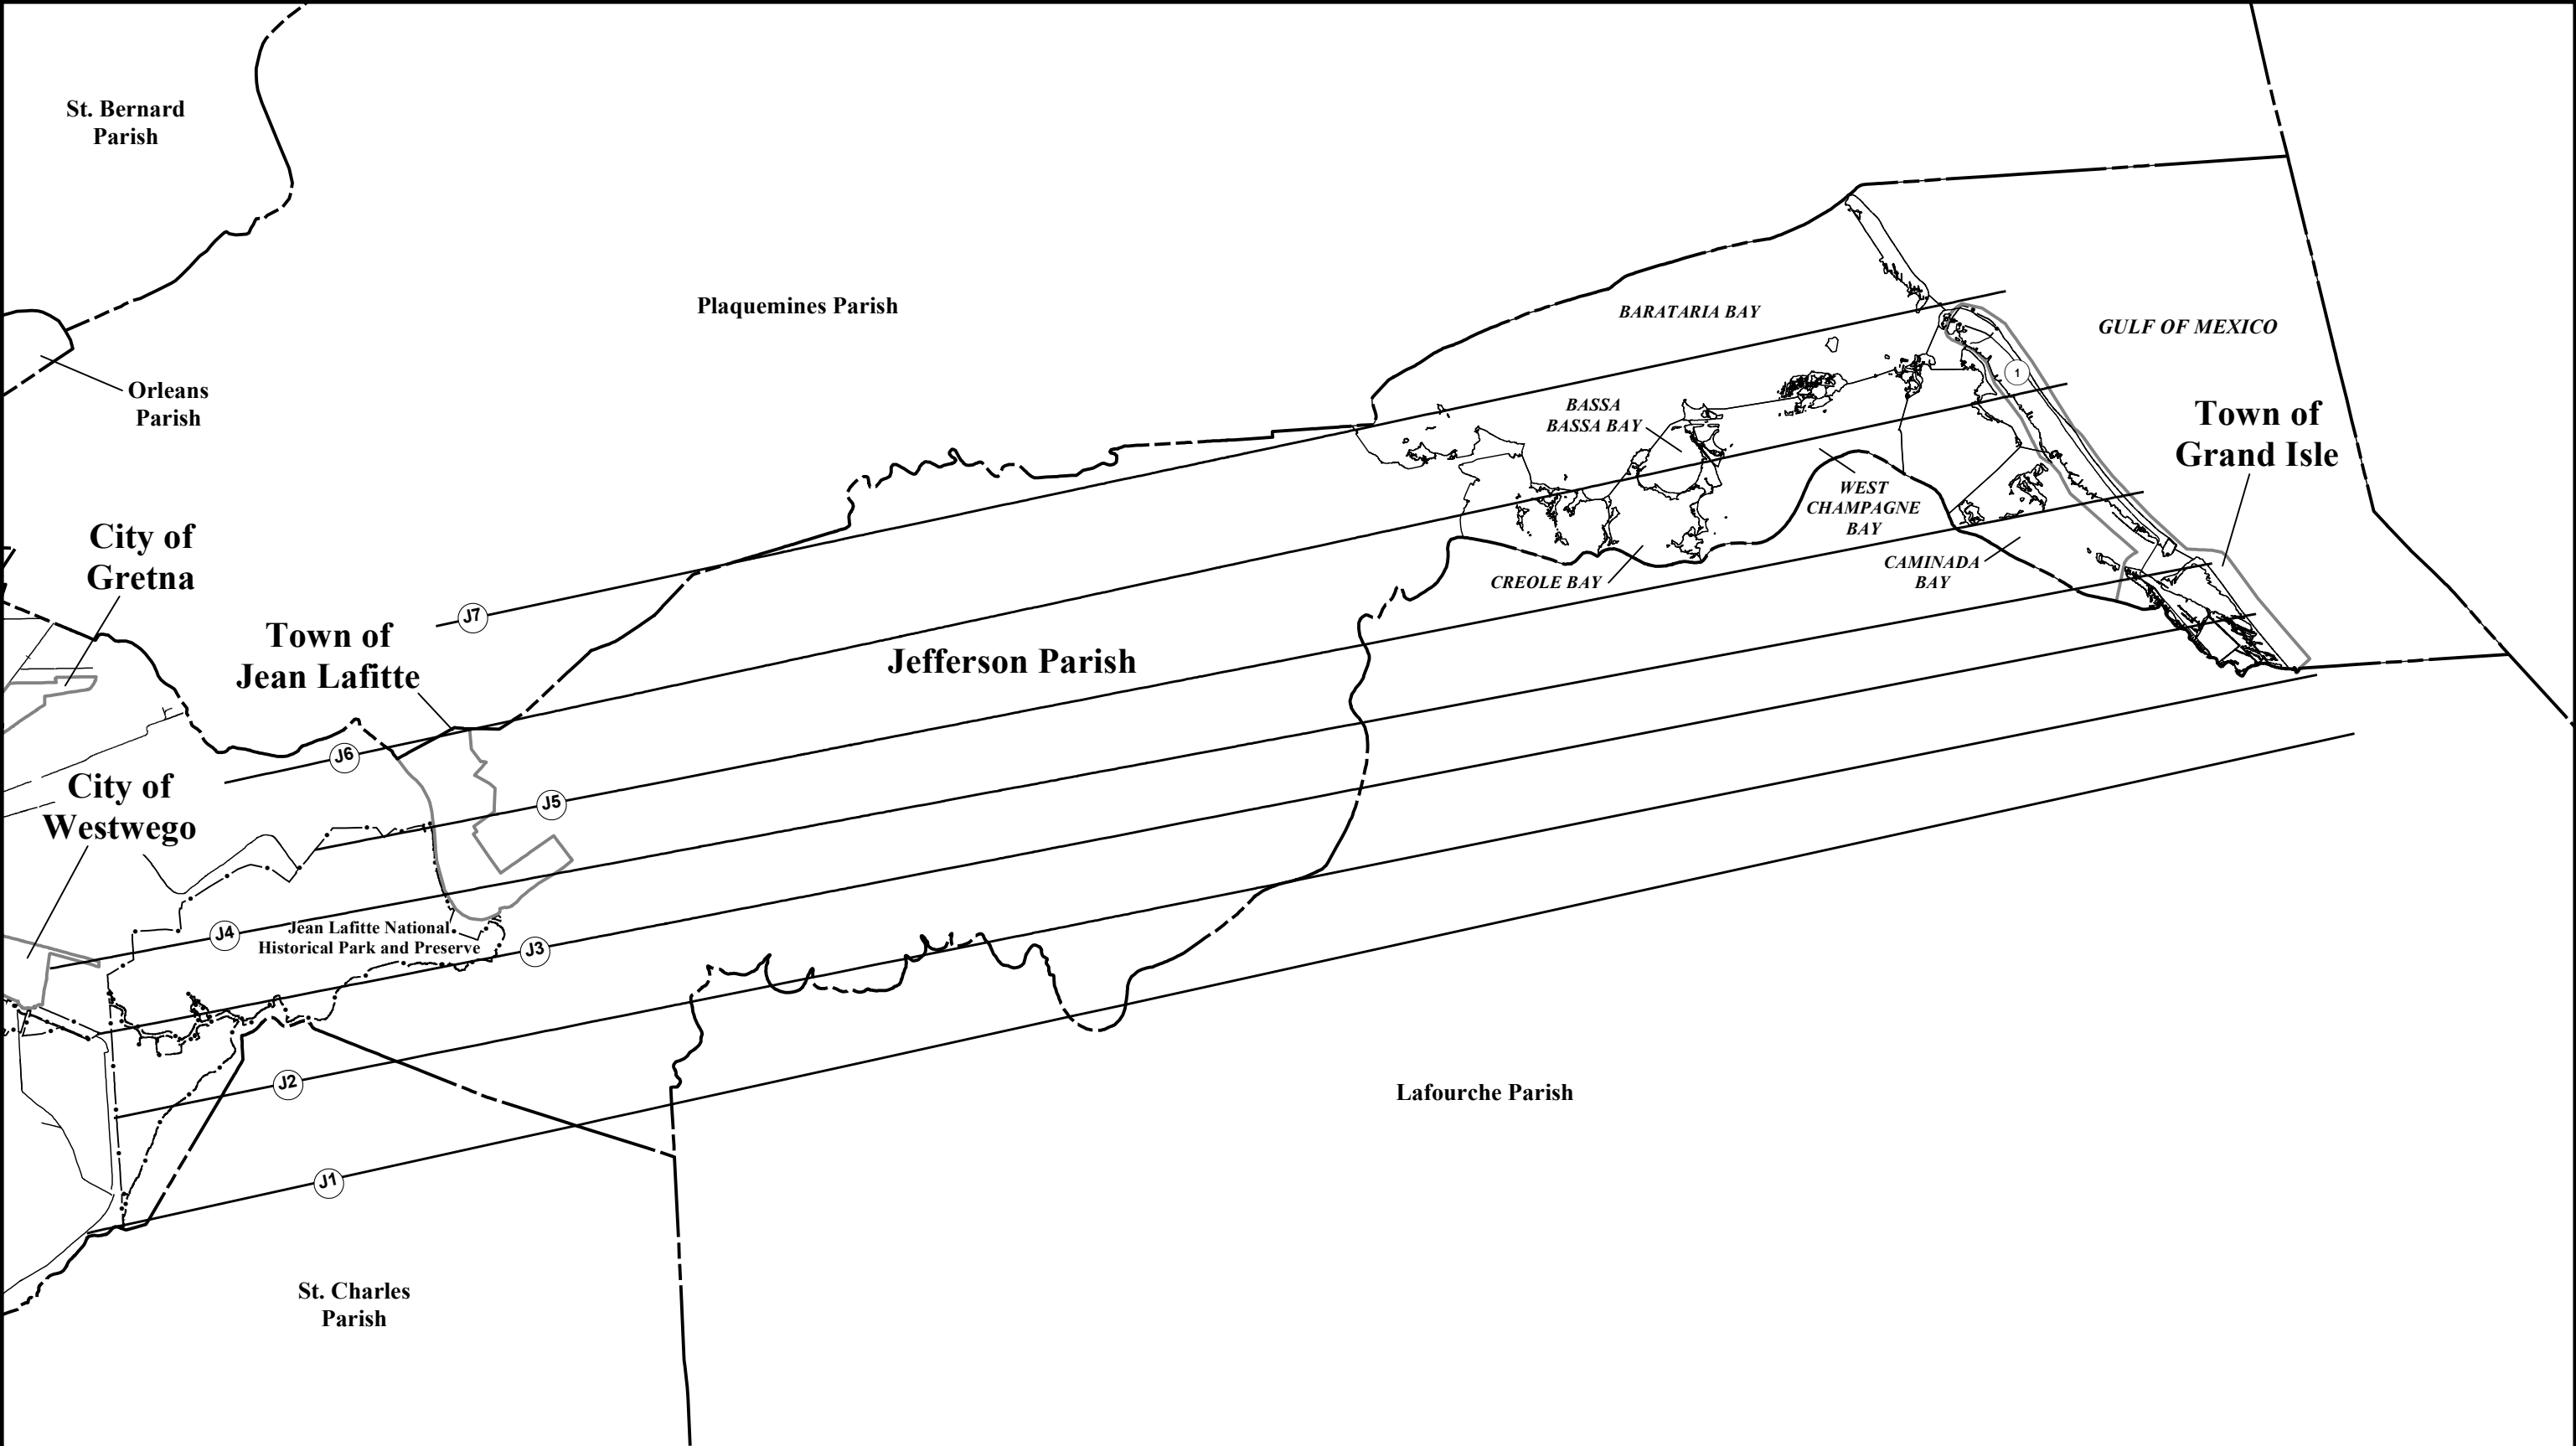 St. Bernard
Parish
Plaquemines Parish
BARATARIA BAY
GULF OF MEXICO
1
Orleans
Parish
BASSA
BASSA BAY
Town of
Grand Isle
WEST
CHAMPAGNE
BAY
City of
Gretna
CREOLE BAY
CAMINADA
BAY
J7
Town of
Jean Lafitte
Jefferson Parish
J6
City of
Westwego
J5
J4
Jean Lafitte National
Historical Park and Preserve
J3
J2
Lafourche Parish
J1
St. Charles
Parish